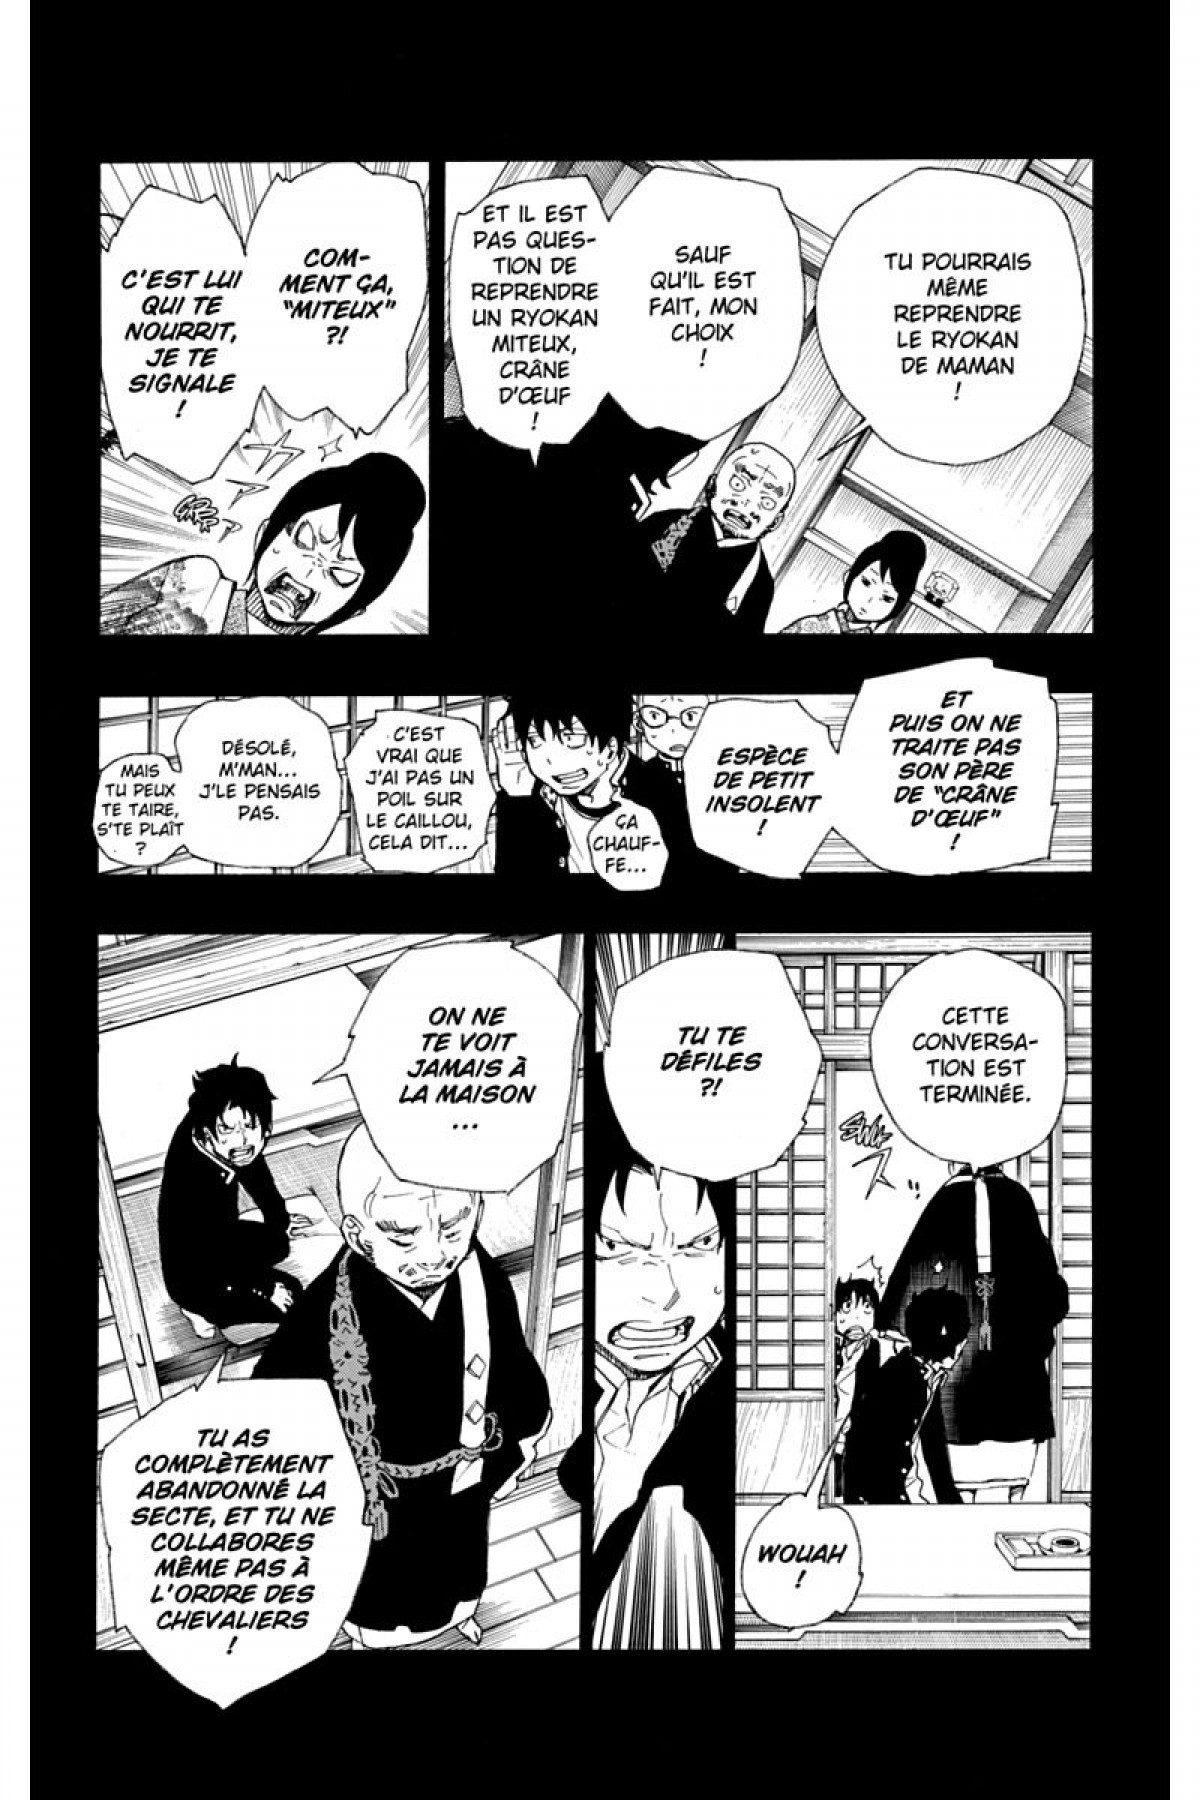 TU POURRAIS
MÊME
REPRENDRE
LE RYOKAN
DE MAMAN
!
SAUF
QU'IL EST
FAIT, MON
CHOIX
!
ET IL EST
PAS QUES-
TION DE
REPRENDRE
UN RYOKAN
MITEUX,
CRÂNE
D'ŒUF
!
COM-
MENT ÇA,
"MITEUX"
?!
C'EST LUI
QUI TE
NOURRIT,
JE TE
SIGNALE
!
ET
PUIS ON NE
TRAITE PAS
SON PÈRE
DE "CRÂNE
D'ŒUF"
!
ESPÈCE
DE PETIT
INSOLENT
!
ÇA
CHAUF-
FE...
C'EST
VRAI QUE
J'AI PAS UN
POIL SUR
LE CAILLOU,
CELA DIT...
DÉSOLÉ,
M'MAN...
J'LE PENSAIS
PAS.
MAIS
TU PEUX
TE TAIRE,
S'TE PLAÎT
?
CETTE
CONVERSA-
TION EST
TERMINÉE.
WOUAH
!
TU TE
DÉFILES
?!
ON NE
TE VOIT
JAMAIS À
LA MAISON
...
TU AS
COMPLÈTEMENT
ABANDONNÉ LA
SECTE, ET TU NE
COLLABORES
MÊME PAS À
L'ORDRE DES
CHEVALIERS
!